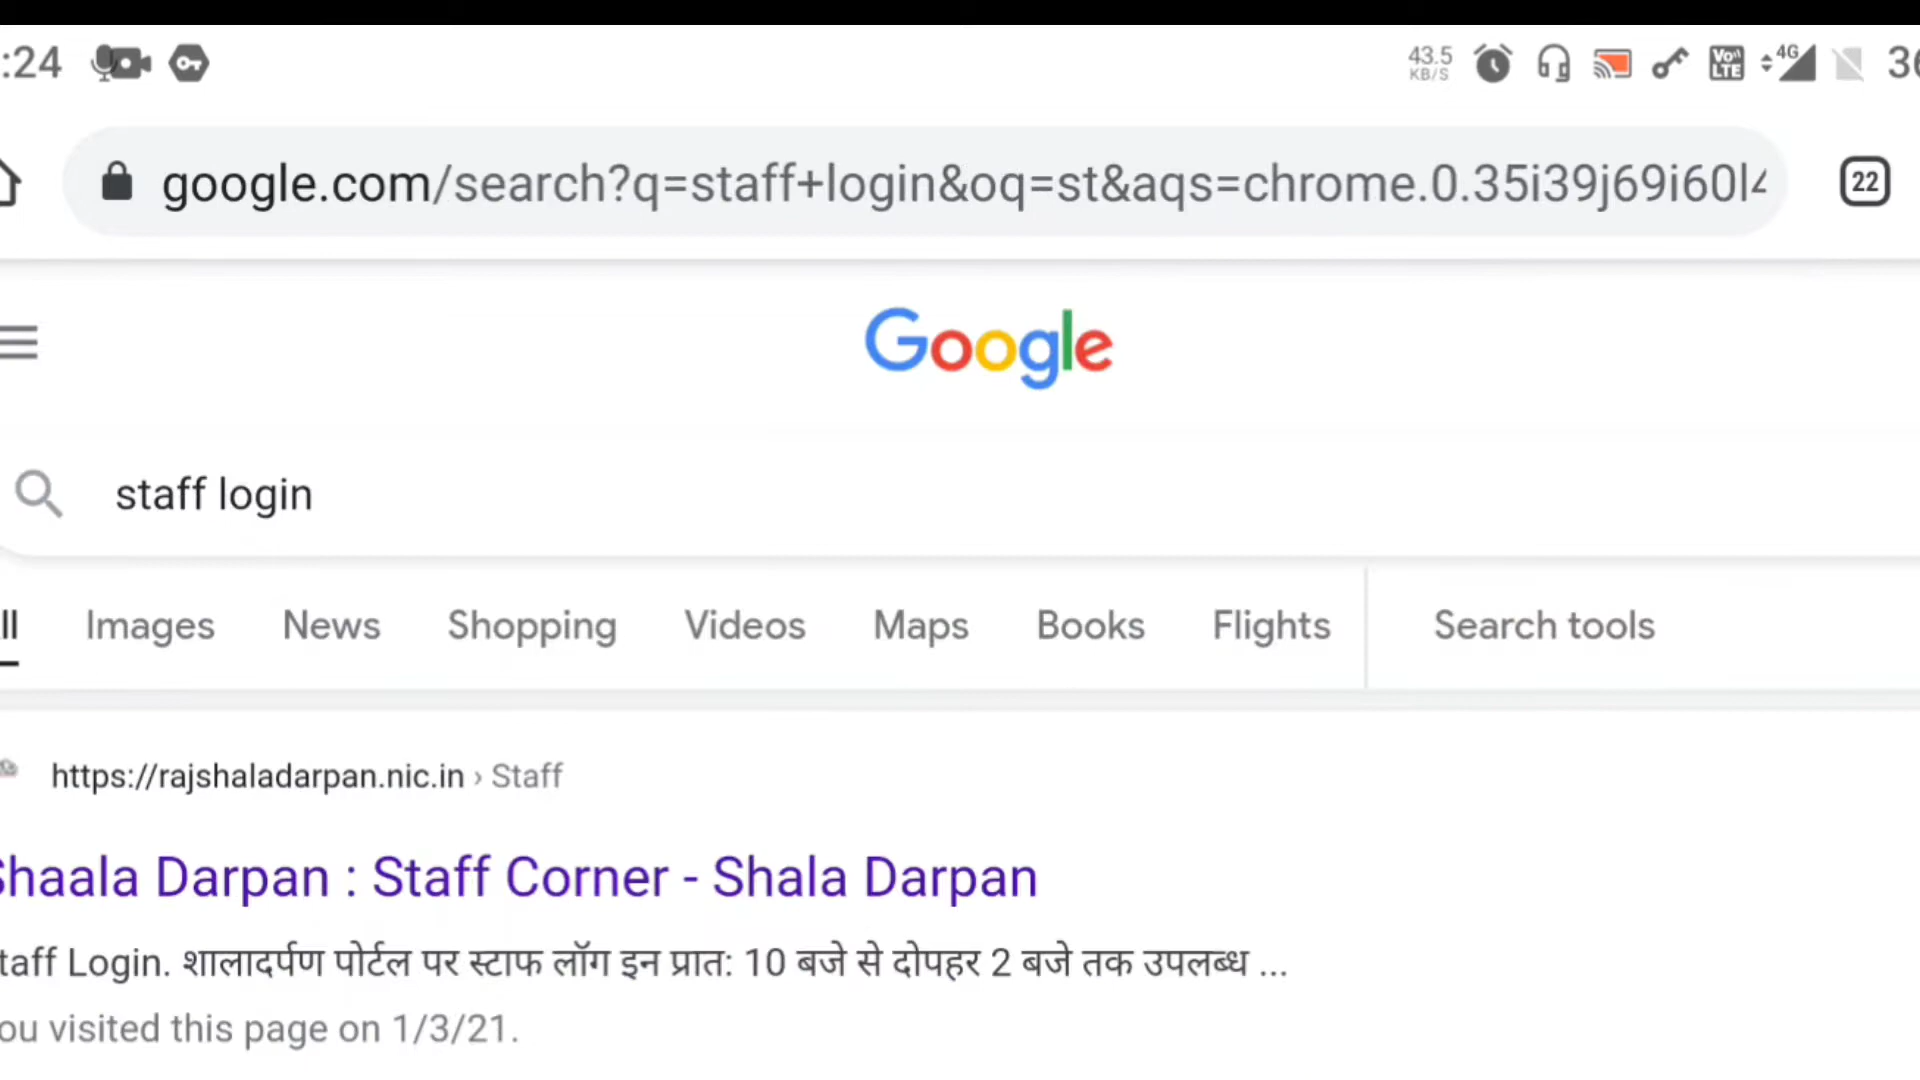 :24 43.5 KB/S VoLTE 4G
google.com/search?q=staff+login&oq=st&aqs=chrome.0.35i39j69i60l 22
Google
staff login
Images News Shopping Videos Maps Books Flights Search tools
https://rajshaladarpan.nic.in › Staff
Shaala Darpan : Staff Corner - Shala Darpan
taff Login. शालादर्पण पोर्टल पर स्टाफ लॉग इन प्रात: 10 बजे से दोपहर 2 बजे तक उपलब्ध ...
ou visited this page on 1/3/21.